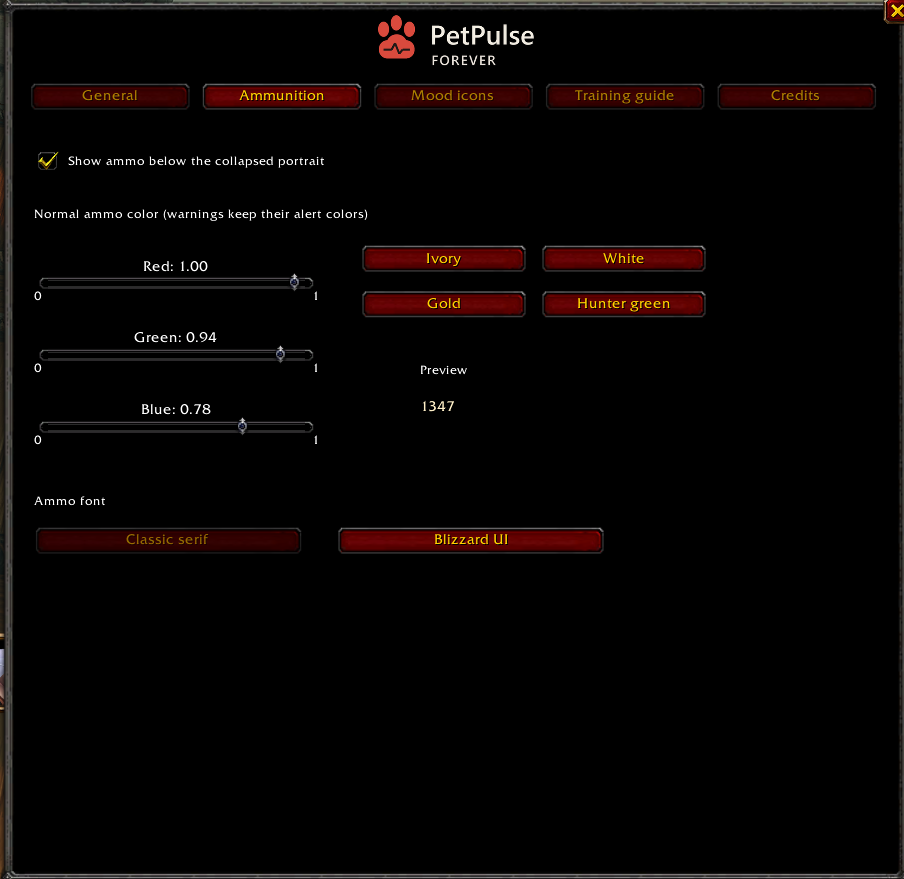 PetPulse
FOREVER
General Ammunition Mood icons Training guide Credits
Show ammo below the collapsed portrait
Normal ammo color (warnings keep their alert colors)
Red: 1.00
0 1
Ivory White
Gold Hunter green
Green: 0.94
0 1
Preview
1347
Blue: 0.78
0 1
Ammo font
Classic serif Blizzard UI